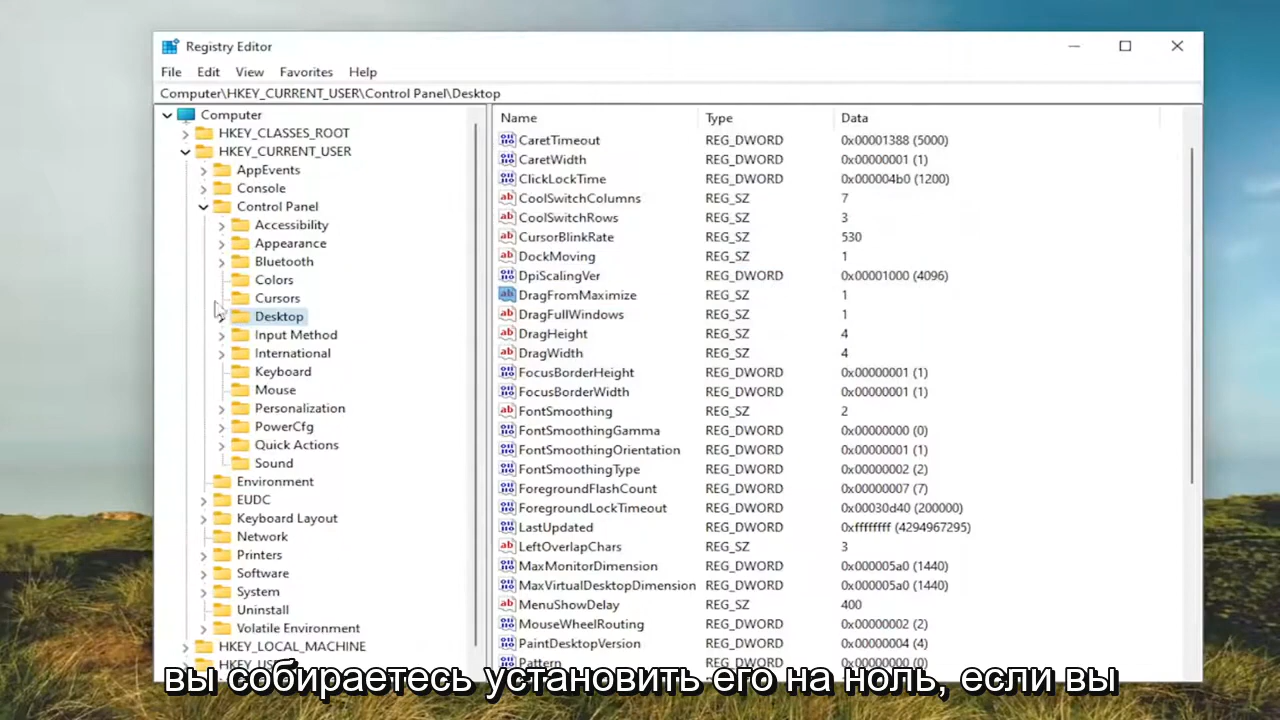 Registry Editor
File Edit View Favorites Help
Computer\HKEY_CURRENT_USER\Control Panel\Desktop
Computer
HKEY_CLASSES_ROOT
HKEY_CURRENT_USER
AppEvents
Console
Control Panel
Accessibility
Appearance
Bluetooth
Colors
Cursors
Desktop
Input Method
International
Keyboard
Mouse
Personalization
PowerCfg
Quick Actions
Sound
Environment
EUDC
Keyboard Layout
Network
Printers
Software
System
Uninstall
Volatile Environment
HKEY_LOCAL_MACHINE
Name Type Data
CaretTimeout REG_DWORD 0x00001388 (5000)
CaretWidth REG_DWORD 0x00000001 (1)
ClickLockTime REG_DWORD 0x000004b0 (1200)
CoolSwitchColumns REG_SZ 7
CoolSwitchRows REG_SZ 3
CursorBlinkRate REG_SZ 530
DockMoving REG_SZ 1
DpiScalingVer REG_DWORD 0x00001000 (4096)
DragFromMaximize REG_SZ 1
DragFullWindows REG_SZ 1
DragHeight REG_SZ 4
DragWidth REG_SZ 4
FocusBorderHeight REG_DWORD 0x00000001 (1)
FocusBorderWidth REG_DWORD 0x00000001 (1)
FontSmoothing REG_SZ 2
FontSmoothingGamma REG_DWORD 0x00000000 (0)
FontSmoothingOrientation REG_DWORD 0x00000001 (1)
FontSmoothingType REG_DWORD 0x00000002 (2)
ForegroundFlashCount REG_DWORD 0x00000007 (7)
ForegroundLockTimeout REG_DWORD 0x00030d40 (200000)
LastUpdated REG_DWORD 0xffffffff (4294967295)
LeftOverlapChars REG_SZ 3
MaxMonitorDimension REG_DWORD 0x000005a0 (1440)
MaxVirtualDesktopDimension REG_DWORD 0x000005a0 (1440)
MenuShowDelay REG_SZ 400
MouseWheelRouting REG_DWORD 0x00000002 (2)
PaintDesktopVersion REG_DWORD 0x00000004 (4)
Pattern REG_DWORD 0x00000000 (0)
вы собираетесь установить его на ноль, если вы